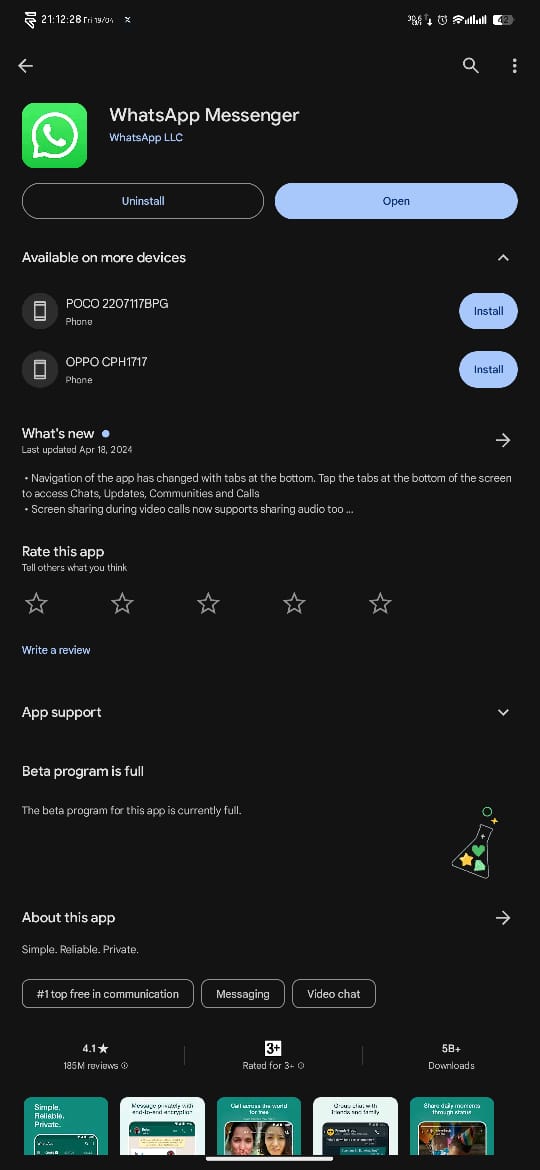 21:12:28 Fri 19/04
42
WhatsApp Messenger
WhatsApp LLC
Uninstall
Open
Available on more devices
POCO 2207117BPG
Phone
Install
OPPO CPH1717
Phone
Install
What's new
Last updated Apr 18, 2024
• Navigation of the app has changed with tabs at the bottom. Tap the tabs at the bottom of the screen
to access Chats, Updates, Communities and Calls
• Screen sharing during video calls now supports sharing audio too ...
Rate this app
Tell others what you think
Write a review
App support
Beta program is full
The beta program for this app is currently full.
About this app
Simple. Reliable. Private.
#1 top free in communication
Messaging
Video chat
4.1★
185M reviews
3+
Rated for 3+
5B+
Downloads
Simple.
Reliable.
Private.
Message privately with
end-to-end encryption
Call across the world
for free
Group chat with
friends and family
Share daily moments
through status